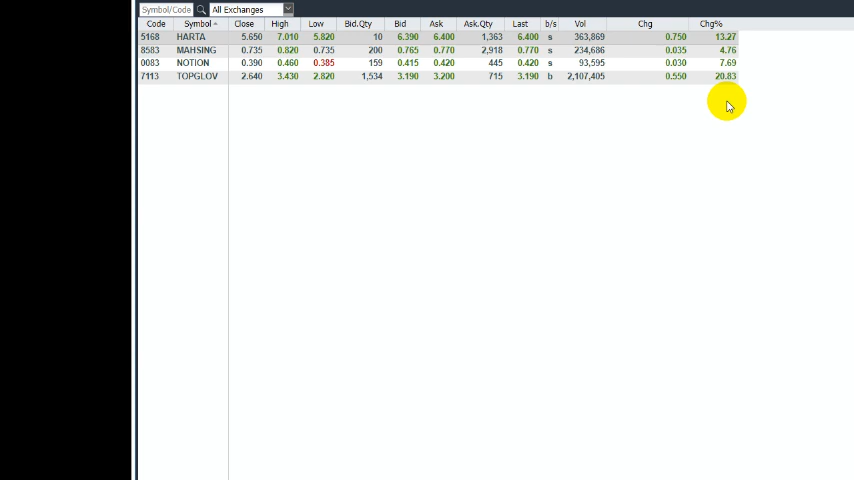 Symbol/Code All Exchanges
Code Symbol Close High Low Bid.Qty Bid Ask Ask.Qty Last b/s Vol Chg Chg%
5168 HARTA 5.650 7.010 5.820 10 6.390 6.400 1,363 6.400 s 363,869 0.750 13.27
8583 MAHSING 0.735 0.820 0.735 200 0.765 0.770 2,918 0.770 s 234,686 0.035 4.76
0083 NOTION 0.390 0.460 0.385 159 0.415 0.420 445 0.420 s 93,595 0.030 7.69
7113 TOPGLOV 2.640 3.430 2.820 1,534 3.190 3.200 715 3.190 b 2,107,405 0.550 20.83